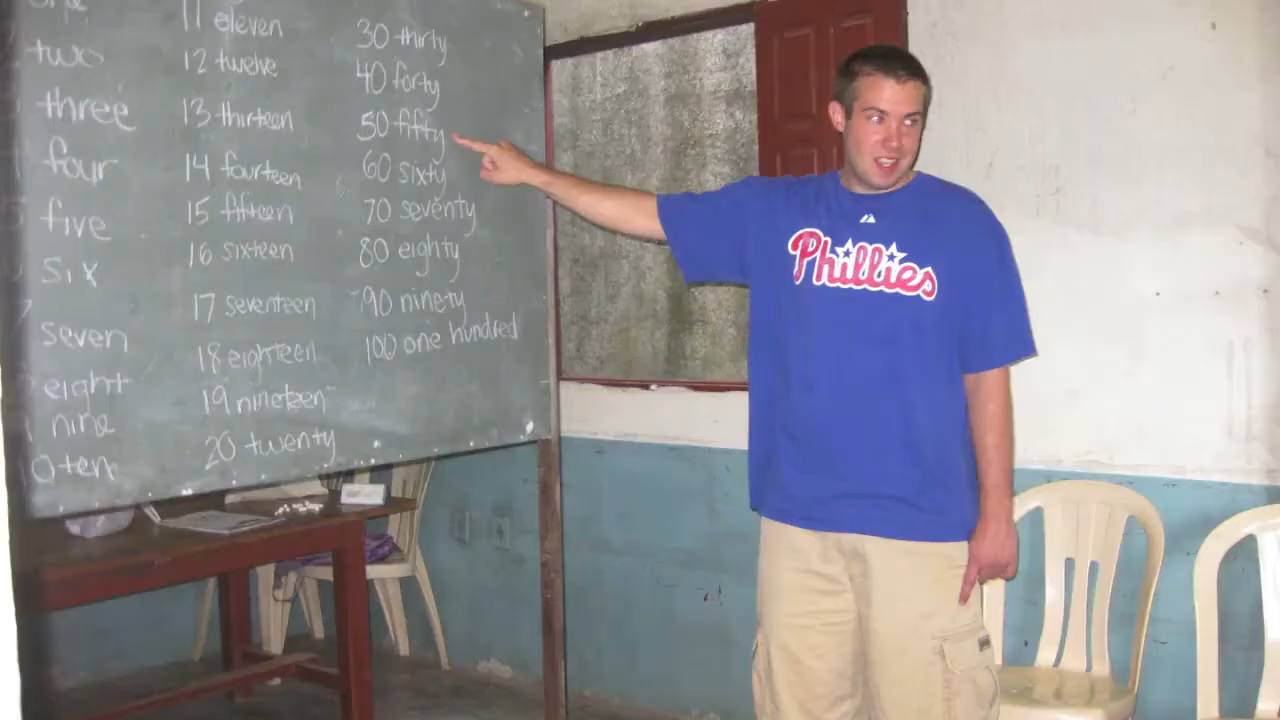 one
two
three
four
five
six
seven
eight
nine
0 ten
11 eleven
12 twelve
13 thirteen
14 fourteen
15 fifteen
16 sixteen
17 seventeen
18 eighteen
19 nineteen
20 twenty
30 thirty
40 forty
50 fifty
60 sixty
70 seventy
80 eighty
90 ninety
100 one hundred
Phillies